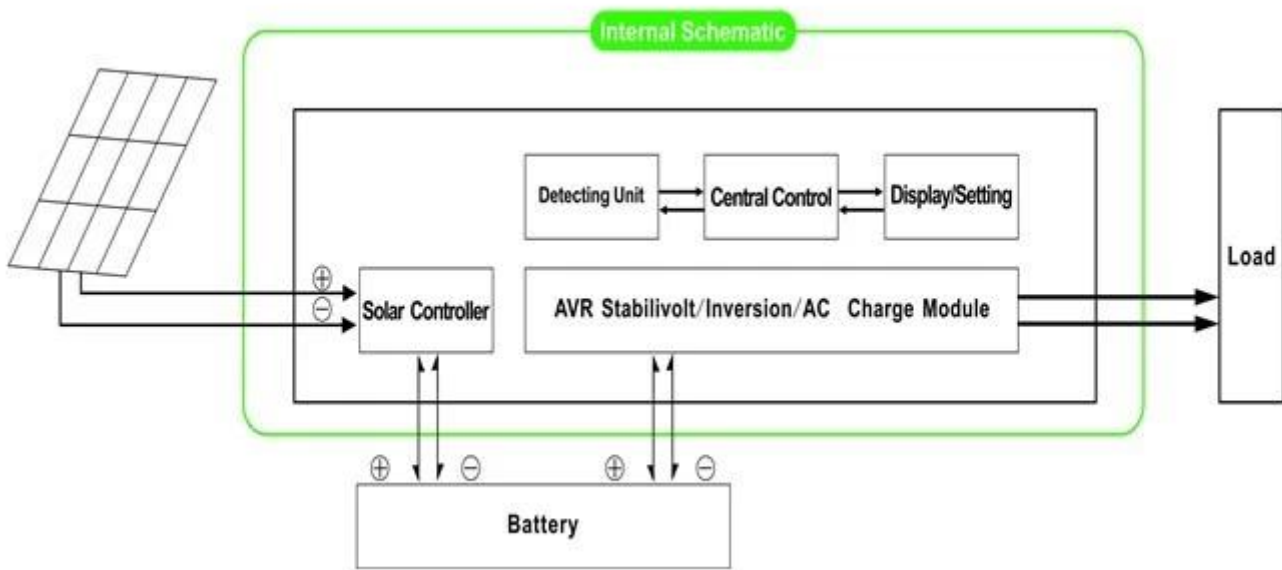 Internal Schematic
Detecting Unit
Central Control
Display/Setting
Load
⊕
⊖
Solar Controller
AVR Stabilivolt/Inversion/AC Charge Module
⊕ ⊖ ⊕ ⊖
Battery